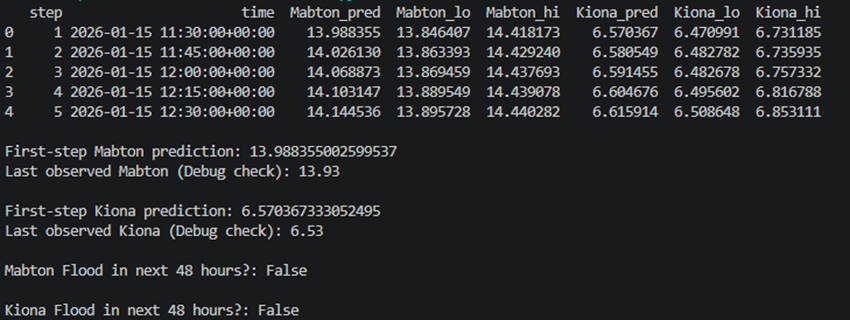 step time Mabton_pred Mabton_lo Mabton_hi Kiona_pred Kiona_lo Kiona_hi
0 1 2026-01-15 11:30:00+00:00 13.988355 13.846407 14.418173 6.570367 6.470991 6.731185
1 2 2026-01-15 11:45:00+00:00 14.026130 13.863393 14.429240 6.580549 6.482782 6.735935
2 3 2026-01-15 12:00:00+00:00 14.068873 13.869459 14.437693 6.591455 6.482678 6.757332
3 4 2026-01-15 12:15:00+00:00 14.103147 13.889549 14.439078 6.604676 6.495602 6.816788
4 5 2026-01-15 12:30:00+00:00 14.144536 13.895728 14.440282 6.615914 6.508648 6.853111
First-step Mabton prediction: 13.988355002599537
Last observed Mabton (Debug check): 13.93
First-step Kiona prediction: 6.570367333052495
Last observed Kiona (Debug check): 6.53
Mabton Flood in next 48 hours?: False
Kiona Flood in next 48 hours?: False